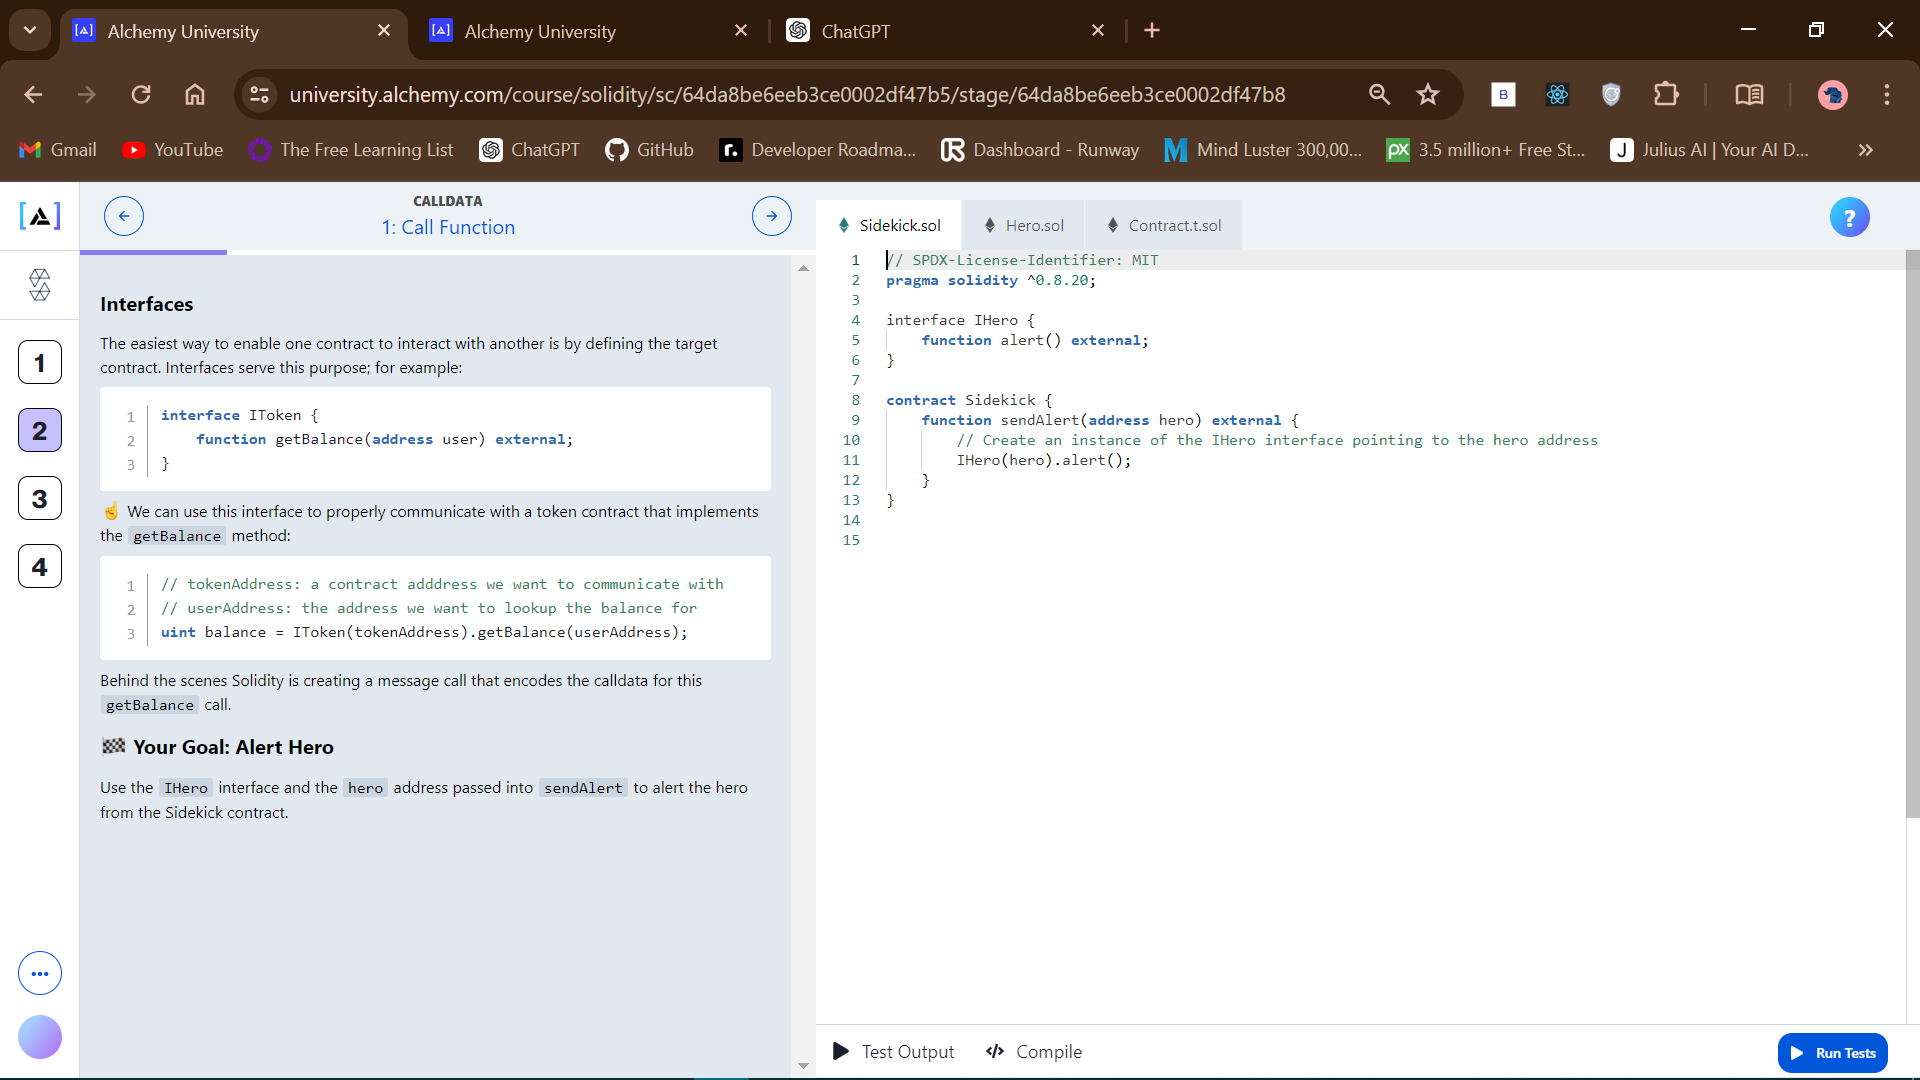 Alchemy University
Alchemy University
ChatGPT
university.alchemy.com/course/solidity/sc/64da8be6eeb3ce0002df47b5/stage/64da8be6eeb3ce0002df47b8
B
Gmail
YouTube
The Free Learning List
ChatGPT
GitHub
r.
Developer Roadma...
Dashboard - Runway
Mind Luster 300,00...
px
3.5 million+ Free St...
J
Julius AI | Your AI D...
CALLDATA
1: Call Function
1
2
3
4
Interfaces
The easiest way to enable one contract to interact with another is by defining the target
contract. Interfaces serve this purpose; for example:
1 interface IToken {
2 function getBalance(address user) external;
3 }
☝️ We can use this interface to properly communicate with a token contract that implements
the getBalance method:
1 // tokenAddress: a contract adddress we want to communicate with
2 // userAddress: the address we want to lookup the balance for
3 uint balance = IToken(tokenAddress).getBalance(userAddress);
Behind the scenes Solidity is creating a message call that encodes the calldata for this
getBalance call.
🏁 Your Goal: Alert Hero
Use the IHero interface and the hero address passed into sendAlert to alert the hero
from the Sidekick contract.
Sidekick.sol
Hero.sol
Contract.t.sol
?
1 // SPDX-License-Identifier: MIT
2 pragma solidity ^0.8.20;
3
4 interface IHero {
5 function alert() external;
6 }
7
8 contract Sidekick {
9 function sendAlert(address hero) external {
10 // Create an instance of the IHero interface pointing to the hero address
11 IHero(hero).alert();
12 }
13 }
14
15
Test Output
Compile
Run Tests